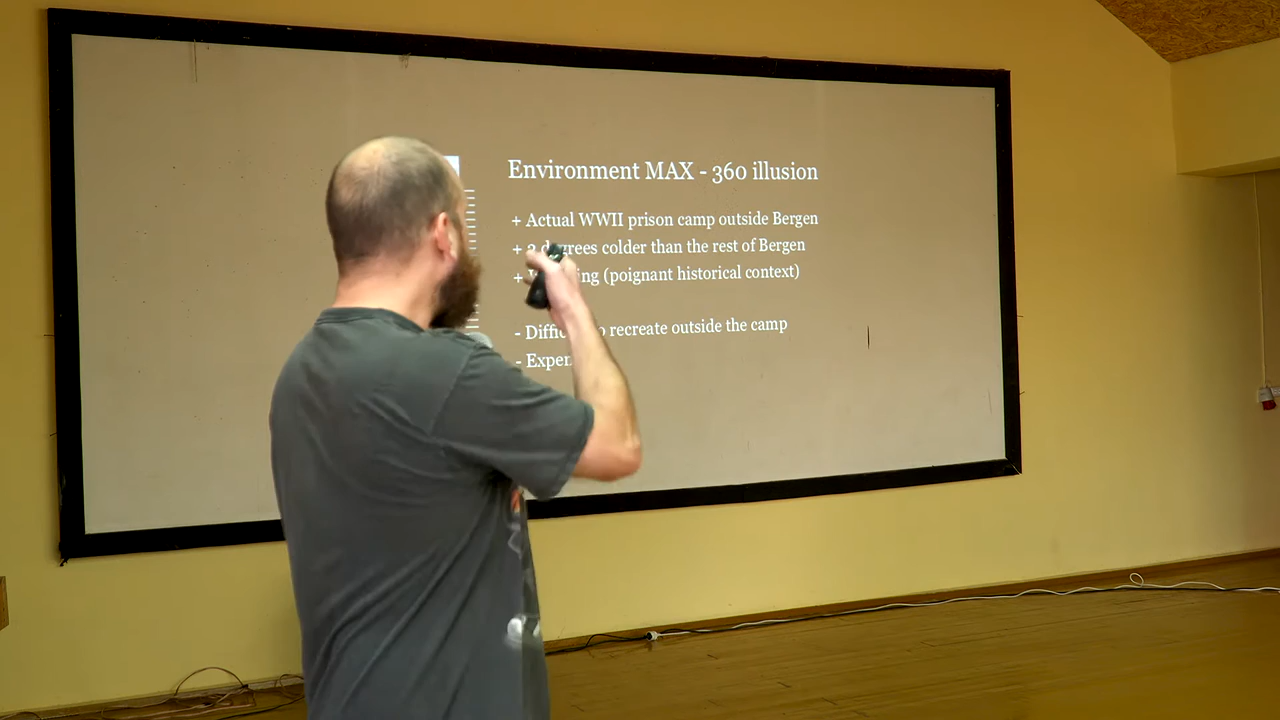 Environment MAX - 360 illusion
+ Actual WWII prison camp outside Bergen
+ degrees colder than the rest of Bergen
+ (poignant historical context)
- recreate outside the camp
-